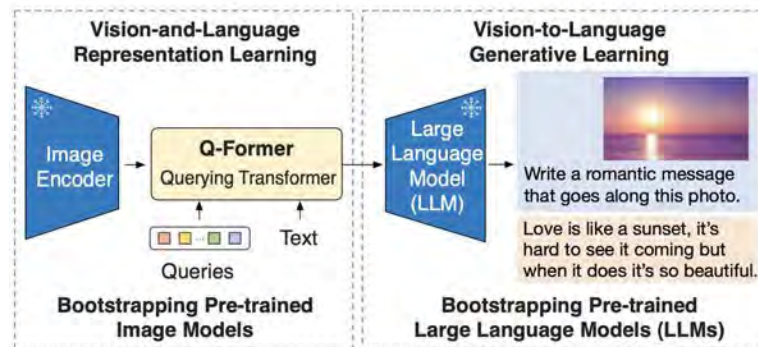 Vision-and-Language
Representation Learning
Vision-to-Language
Generative Learning
Image
Encoder
Q-Former
Querying Transformer
Queries
Text
Bootstrapping Pre-trained
Image Models
Large
Language
Model
(LLM)
Write a romantic message
that goes along this photo.
Love is like a sunset, it's
hard to see it coming but
when it does it's so beautiful.
Bootstrapping Pre-trained
Large Language Models (LLMs)